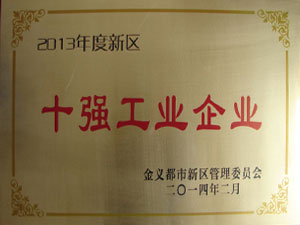 2013年度新区
十强工业企业
金义都市新区管理委员会
二〇一四年二月